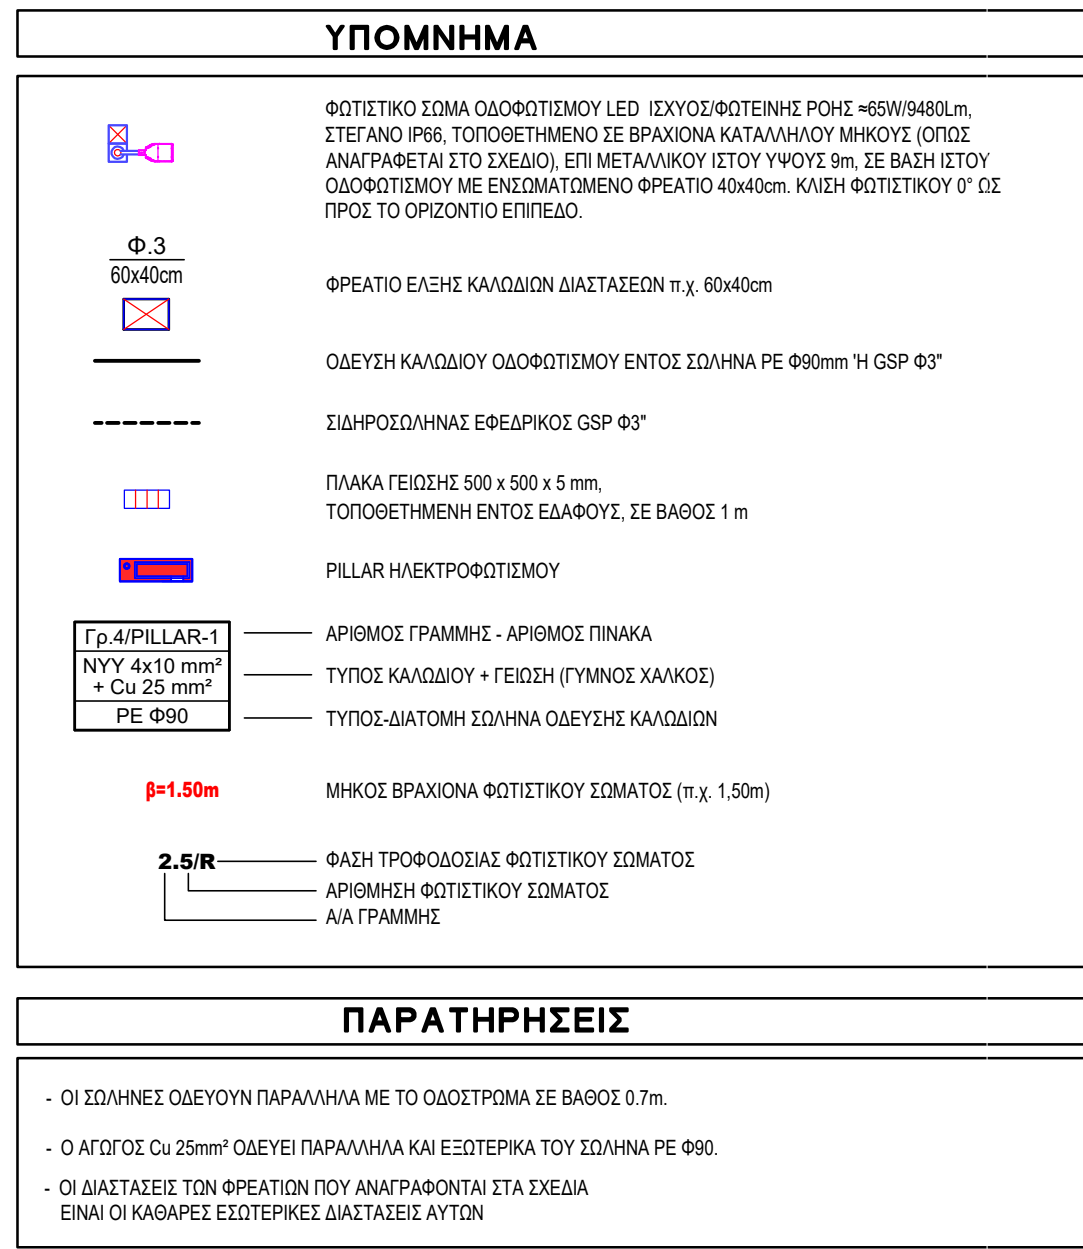 ΥΠΟΜΝΗΜΑ
ΦΩΤΙΣΤΙΚΟ ΣΩΜΑ ΟΔΟΦΩΤΙΣΜΟΥ LED ΙΣΧΥΟΣ/ΦΩΤΕΙΝΗΣ ΡΟΗΣ ≈65W/9480Lm,
ΣΤΕΓΑΝΟ IP66, ΤΟΠΟΘΕΤΗΜΕΝΟ ΣΕ ΒΡΑΧΙΟΝΑ ΚΑΤΑΛΛΗΛΟΥ ΜΗΚΟΥΣ (ΟΠΩΣ
ΑΝΑΓΡΑΦΕΤΑΙ ΣΤΟ ΣΧΕΔΙΟ), ΕΠΙ ΜΕΤΑΛΛΙΚΟΥ ΙΣΤΟΥ ΥΨΟΥΣ 9m, ΣΕ ΒΑΣΗ ΙΣΤΟΥ
ΟΔΟΦΩΤΙΣΜΟΥ ΜΕ ΕΝΣΩΜΑΤΩΜΕΝΟ ΦΡΕΑΤΙΟ 40x40cm. ΚΛΙΣΗ ΦΩΤΙΣΤΙΚΟΥ 0° ΩΣ
ΠΡΟΣ ΤΟ ΟΡΙΖΟΝΤΙΟ ΕΠΙΠΕΔΟ.
Φ.3
60x40cm
ΦΡΕΑΤΙΟ ΕΛΞΗΣ ΚΑΛΩΔΙΩΝ ΔΙΑΣΤΑΣΕΩΝ π.χ. 60x40cm
ΟΔΕΥΣΗ ΚΑΛΩΔΙΟΥ ΟΔΟΦΩΤΙΣΜΟΥ ΕΝΤΟΣ ΣΩΛΗΝΑ PE Φ90mm 'Η GSP Φ3"
ΣΙΔΗΡΟΣΩΛΗΝΑΣ ΕΦΕΔΡΙΚΟΣ GSP Φ3"
ΠΛΑΚΑ ΓΕΙΩΣΗΣ 500 x 500 x 5 mm,
ΤΟΠΟΘΕΤΗΜΕΝΗ ΕΝΤΟΣ ΕΔΑΦΟΥΣ, ΣΕ ΒΑΘΟΣ 1 m
PILLAR ΗΛΕΚΤΡΟΦΩΤΙΣΜΟΥ
Γρ.4/PILLAR-1
ΑΡΙΘΜΟΣ ΓΡΑΜΜΗΣ - ΑΡΙΘΜΟΣ ΠΙΝΑΚΑ
NYY 4x10 mm²
+ Cu 25 mm²
ΤΥΠΟΣ ΚΑΛΩΔΙΟΥ + ΓΕΙΩΣΗ (ΓΥΜΝΟΣ ΧΑΛΚΟΣ)
PE Φ90
ΤΥΠΟΣ-ΔΙΑΤΟΜΗ ΣΩΛΗΝΑ ΟΔΕΥΣΗΣ ΚΑΛΩΔΙΩΝ
β=1.50m
ΜΗΚΟΣ ΒΡΑΧΙΟΝΑ ΦΩΤΙΣΤΙΚΟΥ ΣΩΜΑΤΟΣ (π.χ. 1,50m)
2.5/R
ΦΑΣΗ ΤΡΟΦΟΔΟΣΙΑΣ ΦΩΤΙΣΤΙΚΟΥ ΣΩΜΑΤΟΣ
ΑΡΙΘΜΗΣΗ ΦΩΤΙΣΤΙΚΟΥ ΣΩΜΑΤΟΣ
Α/Α ΓΡΑΜΜΗΣ
ΠΑΡΑΤΗΡΗΣΕΙΣ
- ΟΙ ΣΩΛΗΝΕΣ ΟΔΕΥΟΥΝ ΠΑΡΑΛΛΗΛΑ ΜΕ ΤΟ ΟΔΟΣΤΡΩΜΑ ΣΕ ΒΑΘΟΣ 0.7m.
- Ο ΑΓΩΓΟΣ Cu 25mm² ΟΔΕΥΕΙ ΠΑΡΑΛΛΗΛΑ ΚΑΙ ΕΞΩΤΕΡΙΚΑ ΤΟΥ ΣΩΛΗΝΑ PE Φ90.
- ΟΙ ΔΙΑΣΤΑΣΕΙΣ ΤΩΝ ΦΡΕΑΤΙΩΝ ΠΟΥ ΑΝΑΓΡΑΦΟΝΤΑΙ ΣΤΑ ΣΧΕΔΙΑ
ΕΙΝΑΙ ΟΙ ΚΑΘΑΡΕΣ ΕΣΩΤΕΡΙΚΕΣ ΔΙΑΣΤΑΣΕΙΣ ΑΥΤΩΝ